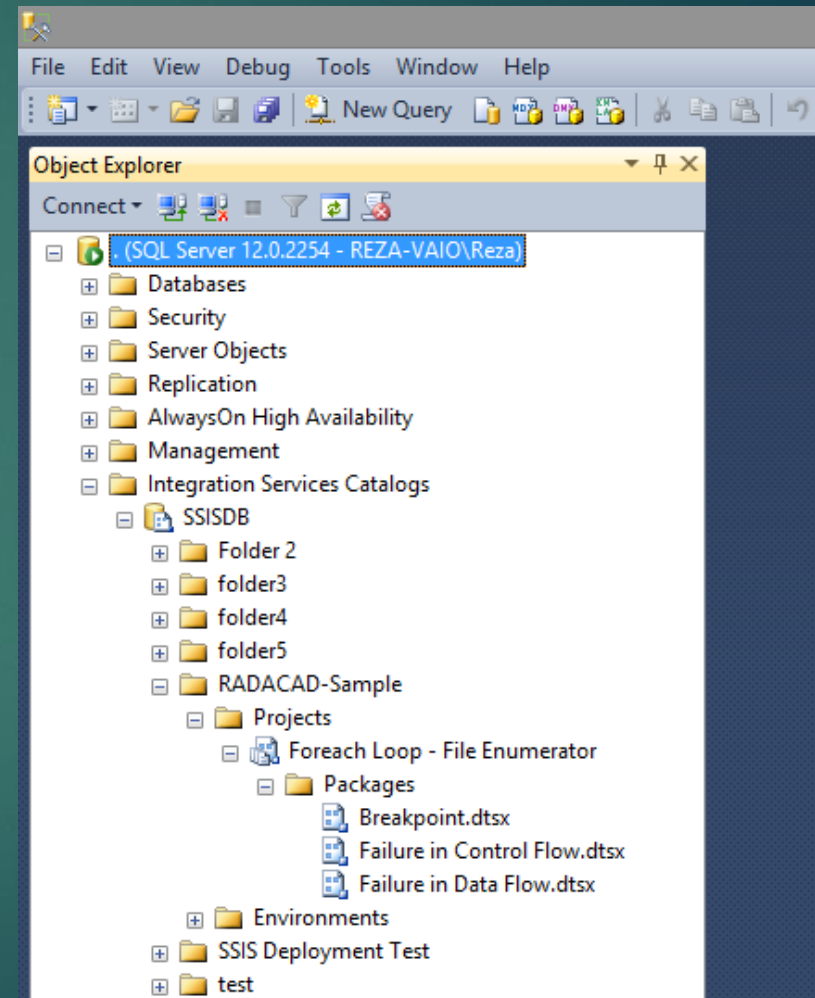 File Edit View Debug Tools Window Help
New Query
Object Explorer
Connect
. (SQL Server 12.0.2254 - REZA-VAIO\Reza)
Databases
Security
Server Objects
Replication
AlwaysOn High Availability
Management
Integration Services Catalogs
SSISDB
Folder 2
folder3
folder4
folder5
RADACAD-Sample
Projects
Foreach Loop - File Enumerator
Packages
Breakpoint.dtsx
Failure in Control Flow.dtsx
Failure in Data Flow.dtsx
Environments
SSIS Deployment Test
test